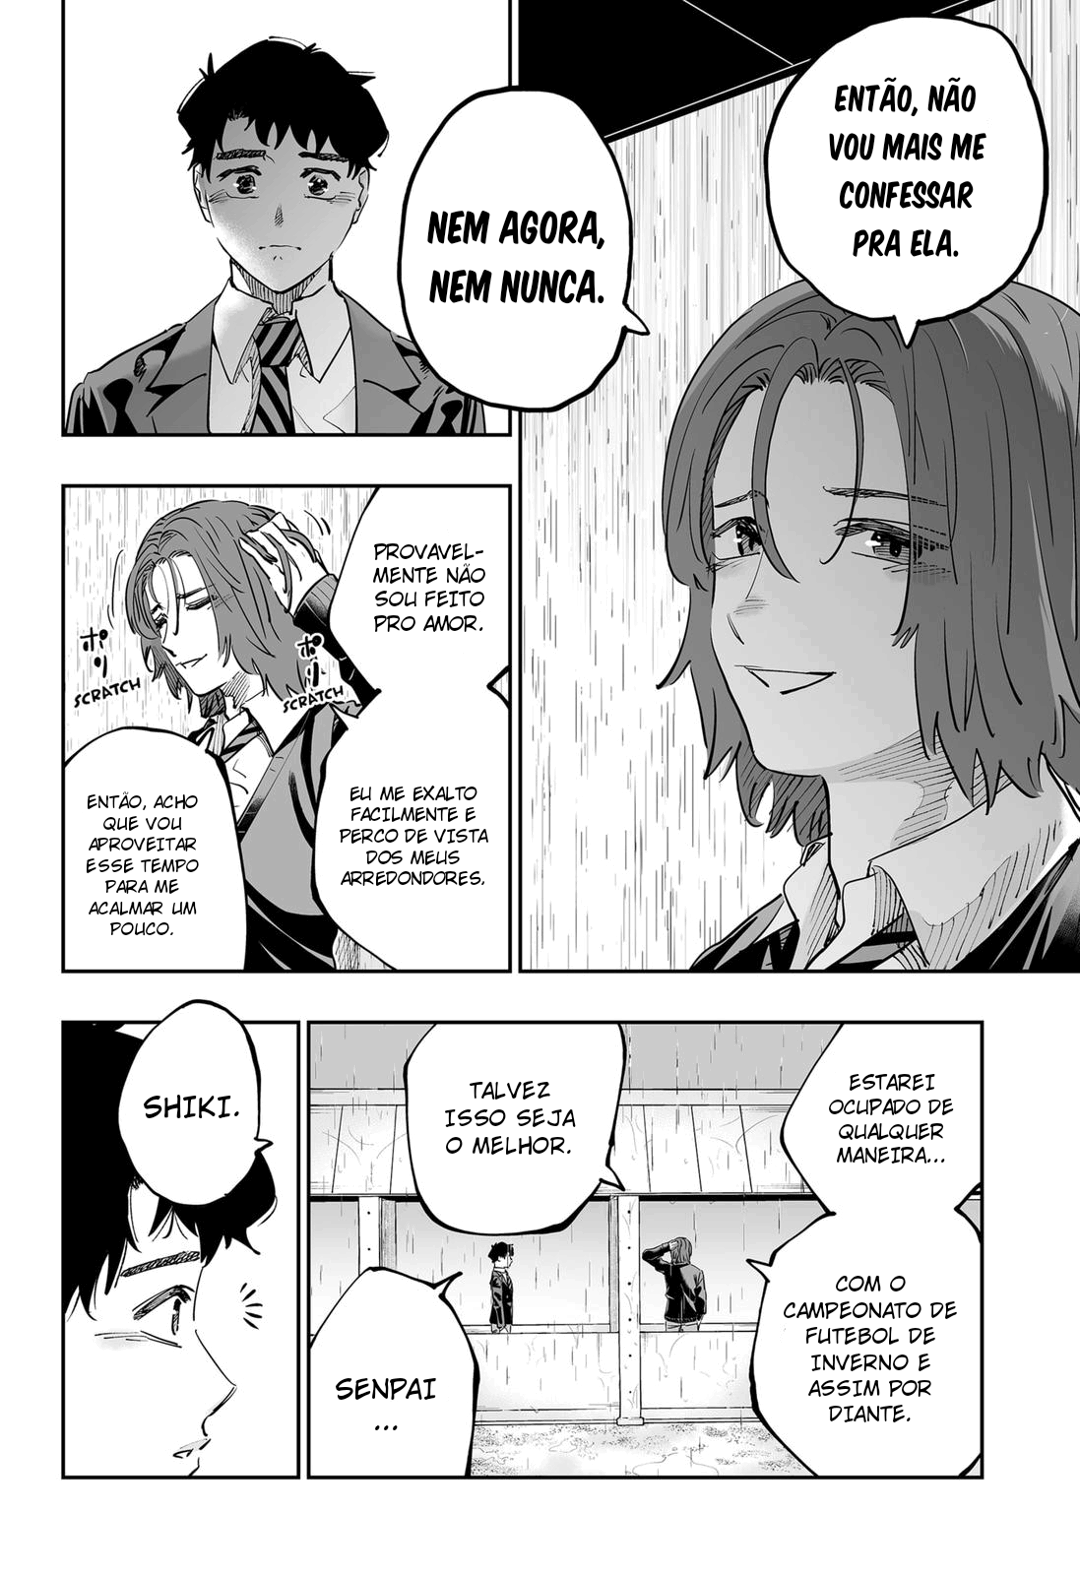 ENTÃO, NÃO
VOU MAIS ME
CONFESSAR
PRA ELA.
NEM AGORA,
NEM NUNCA.
PROVAVEL-
MENTE NÃO
SOU FEITO
PRO AMOR.
ポリ
SCRATCH
ポリ
SCRATCH
EU ME EXALTO
FACILMENTE E
PERCO DE VISTA
DOS MEUS
ARREDONDORES.
ENTÃO, ACHO
QUE VOU
APROVEITAR
ESSE TEMPO
PARA ME
ACALMAR UM
POUCO.
ESTAREI
OCUPADO DE
QUALQUER
MANEIRA...
COM O
CAMPEONATO DE
FUTEBOL DE
INVERNO E
ASSIM POR
DIANTE.
TALVEZ
ISSO SEJA
O MELHOR.
SENPAI
...
SHIKI.